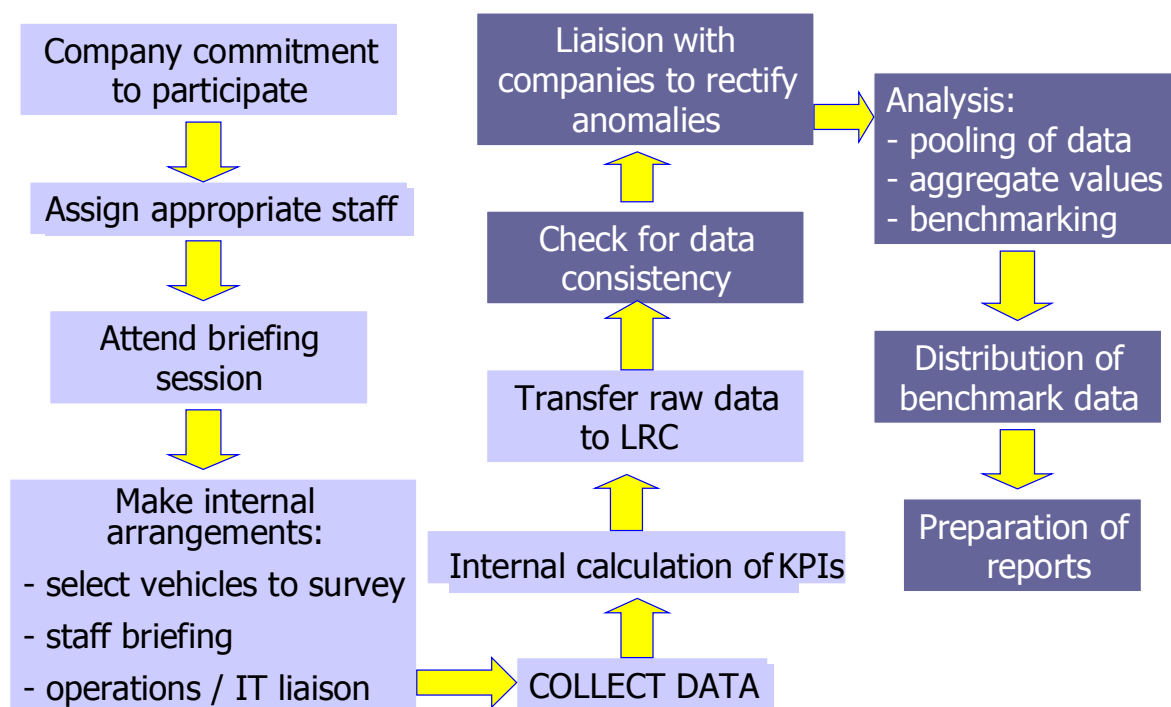 Company commitment
to participate
Assign appropriate staff
Attend briefing
session
Make internal
arrangements:
- select vehicles to survey
- staff briefing
- operations / IT liaison
COLLECT DATA
Internal calculation of KPIs
Transfer raw data
to LRC
Check for data
consistency
Liaision with
companies to rectify
anomalies
Analysis:
- pooling of data
- aggregate values
- benchmarking
Distribution of
benchmark data
Preparation of
reports